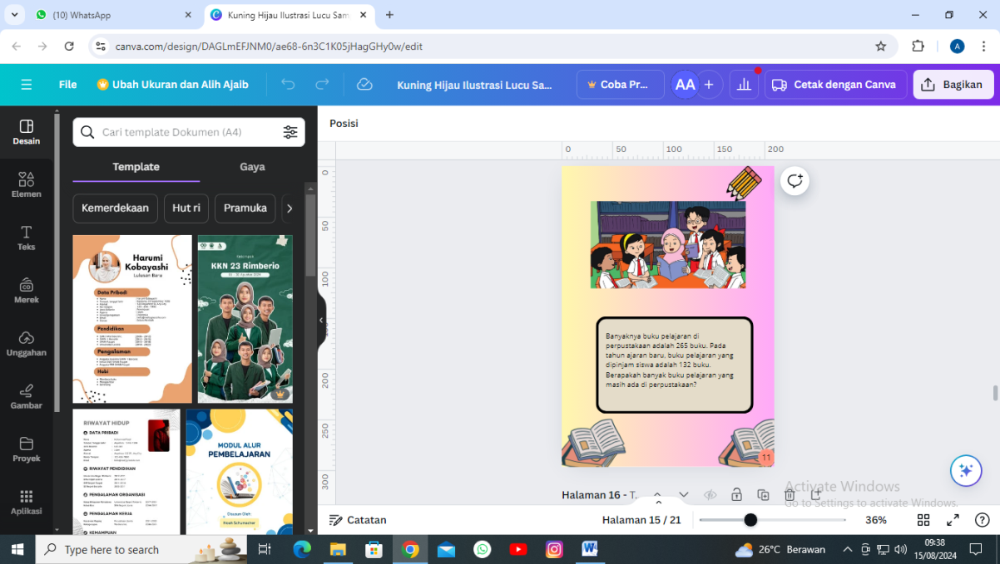 (10) WhatsApp
Kuning Hijau Ilustrasi Lucu Sam
canva.com/design/DAGLmEFJNM0/ae68-6n3C1K05jHagGHy0w/edit
A
File
Ubah Ukuran dan Alih Ajaib
Kuning Hijau Ilustrasi Lucu Sa...
Coba Pr...
AA
Cetak dengan Canva
Bagikan
Desain
Elemen
Teks
Merek
Unggahan
Gambar
Proyek
Aplikasi
Cari template Dokumen (A4)
Template
Gaya
Kemerdekaan
Hut ri
Pramuka
Harumi
Kobayashi
Lulusan Baru
Data Pribadi
Pendidikan
Pengalaman
Hobi
KKN 23 Rimberio
RIWAYAT HIDUP
DATA PRIBADI
RIWAYAT PENDIDIKAN
PENGALAMAN ORGANISASI
PENGALAMAN KERJA
KEMAMPUAN
MODUL ALUR
PEMBELAJARAN
Disusun Oleh:
Noah Schumacher
Posisi
0
50
100
150
200
0
50
100
200
250
300
Banyaknya buku pelajaran di
perpustakaan adalah 265 buku. Pada
tahun ajaran baru, buku pelajaran yang
dipinjam siswa adalah 132 buku.
Berapakah banyak buku pelajaran yang
masih ada di perpustakaan?
11
Halaman 16 - T...
Activate Windows
Go to Settings to activate Windows.
Catatan
Halaman 15 / 21
36%
Type here to search
26°C Berawan
09:38
15/08/2024